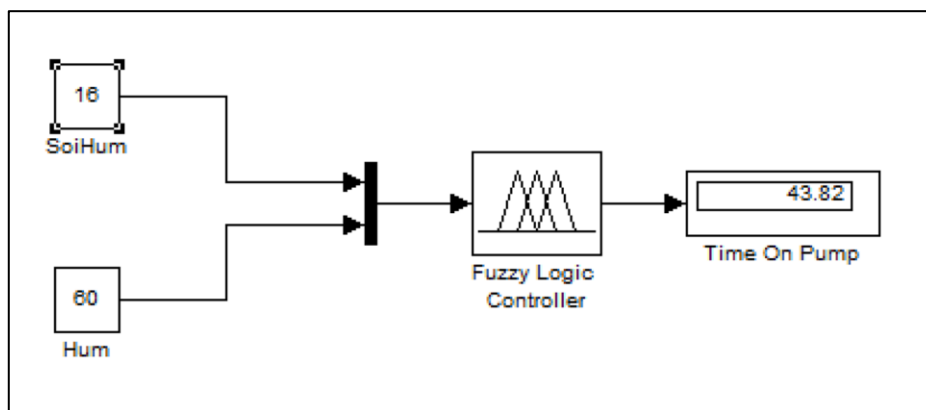 16
SoiHum
60
Hum
Fuzzy Logic
Controller
43.82
Time On Pump